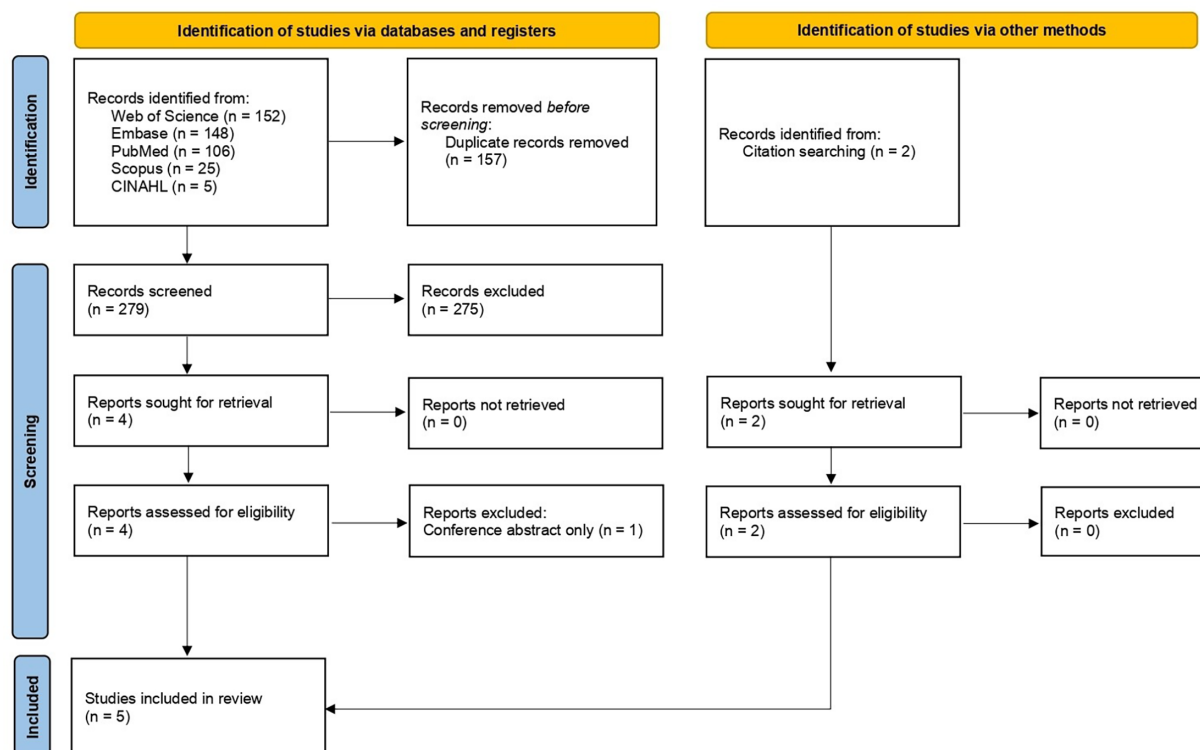 Identification of studies via databases and registers
Identification of studies via other methods
Identification
Records identified from:
Web of Science (n = 152)
Embase (n = 148)
PubMed (n = 106)
Scopus (n = 25)
CINAHL (n = 5)
Records removed before
screening:
Duplicate records removed
(n = 157)
Records identified from:
Citation searching (n = 2)
Screening
Records screened
(n = 279)
Records excluded
(n = 275)
Reports sought for retrieval
(n = 4)
Reports not retrieved
(n = 0)
Reports sought for retrieval
(n = 2)
Reports not retrieved
(n = 0)
Reports assessed for eligibility
(n = 4)
Reports excluded:
Conference abstract only (n = 1)
Reports assessed for eligibility
(n = 2)
Reports excluded
(n = 0)
Included
Studies included in review
(n = 5)